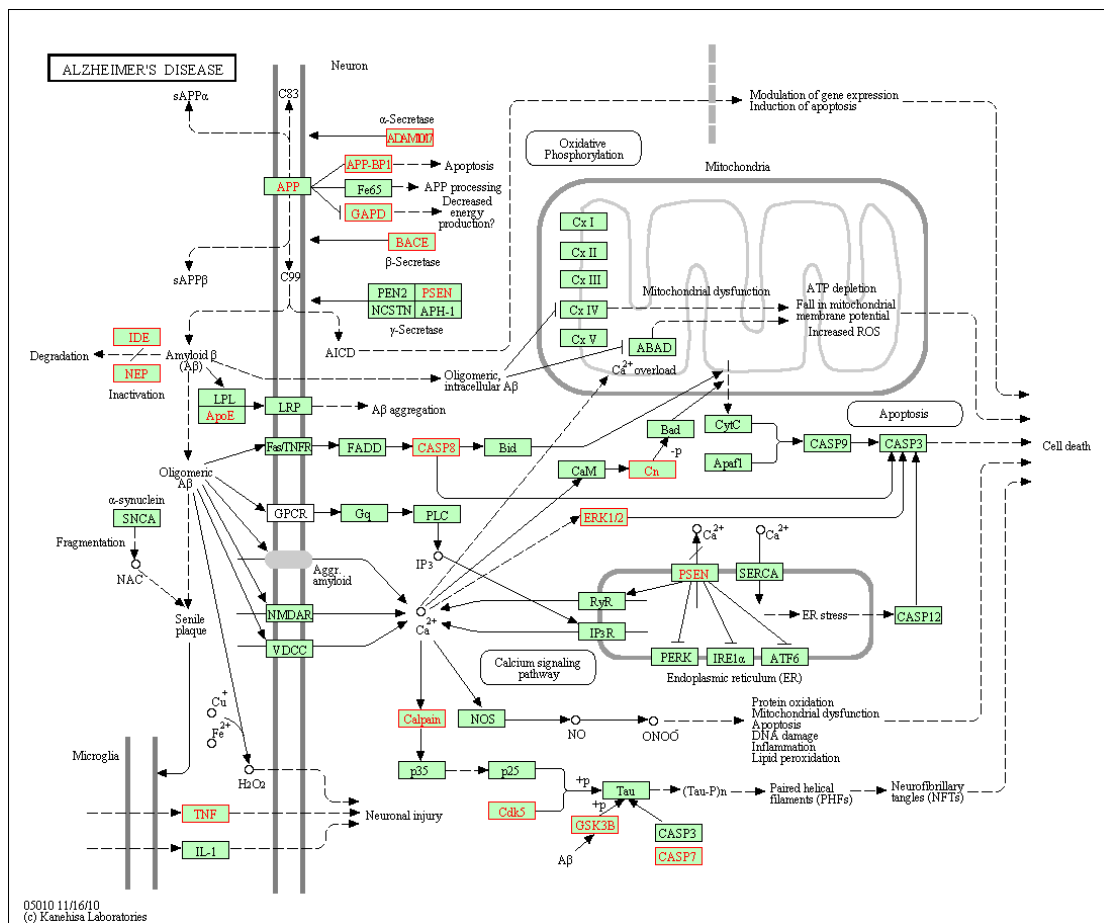 ALZHEIMER'S DISEASE
Neuron
sAPPα
C83
α-Secretase
ADAM10/17
Modulation of gene expression
Induction of apoptosis
Oxidative
Phosphorylation
Mitochondria
APP-BP1
Apoptosis
APP
Fe65
APP processing
GAPD
Decreased
energy
production?
BACE
β-Secretase
sAPPβ
C99
PEN2
PSEN
NCSTN
APH-1
γ-Secretase
Cx I
Cx II
Cx III
Cx IV
Cx V
Mitochondrial dysfunction
ATP depletion
Fall in mitochondrial
membrane potential
Increased ROS
ABAD
IDE
Degradation
NEP
Inactivation
Amyloid β
(Aβ)
AICD
Oligomeric,
intracellular Aβ
Ca2+ overload
LPL
ApoE
LRP
Aβ aggregation
Fas/TNFR
FADD
CASP8
Bid
Bad
-p
CytC
Apoptosis
CASP9
CASP3
Cell death
Apaf1
CaM
Cn
Oligomeric
Aβ
α-synuclein
SNCA
Fragmentation
NAC
GPCR
Gq
PLC
IP3
ERK1/2
Ca2+
Ca2+
Aggr.
amyloid
PSEN
SERCA
RyR
IP3R
ER stress
CASP12
Senile
plaque
NMDAR
VDCC
Ca2+
PERK
IRE1α
ATF6
Endoplasmic reticulum (ER)
Calcium signaling
pathway
Cu+
Fe2+
Microglia
H2O2
Calpain
NOS
NO
ONOO-
Protein oxidation
Mitochondrial dysfunction
Apoptosis
DNA damage
Inflammation
Lipid peroxidation
p35
p25
+p
Tau
(Tau-P)n
Paired helical
filaments (PHFs)
Neurofibrillary
tangles (NFTs)
Cdk5
+p
GSK3B
Aβ
CASP3
CASP7
TNF
IL-1
Neuronal injury
05010 11/16/10
(c) Kanehisa Laboratories